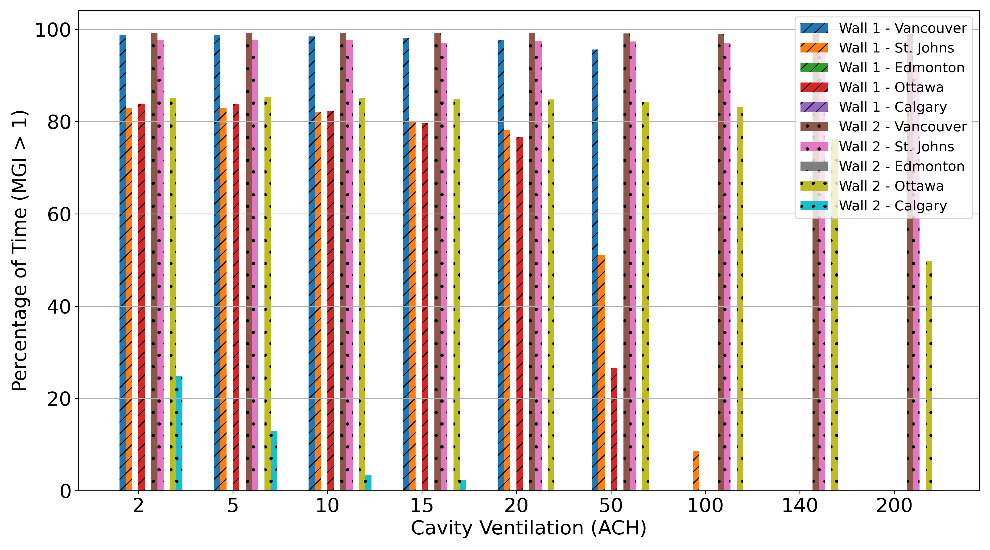 Percentage of Time (MGI > 1)
100
80
60
40
20
0
Wall 1 - Vancouver
Wall 1 - St. Johns
Wall 1 - Edmonton
Wall 1 - Ottawa
Wall 1 - Calgary
Wall 2 - Vancouver
Wall 2 - St. Johns
Wall 2 - Edmonton
Wall 2 - Ottawa
Wall 2 - Calgary
2 5 10 15 20 50 100 140 200
Cavity Ventilation (ACH)